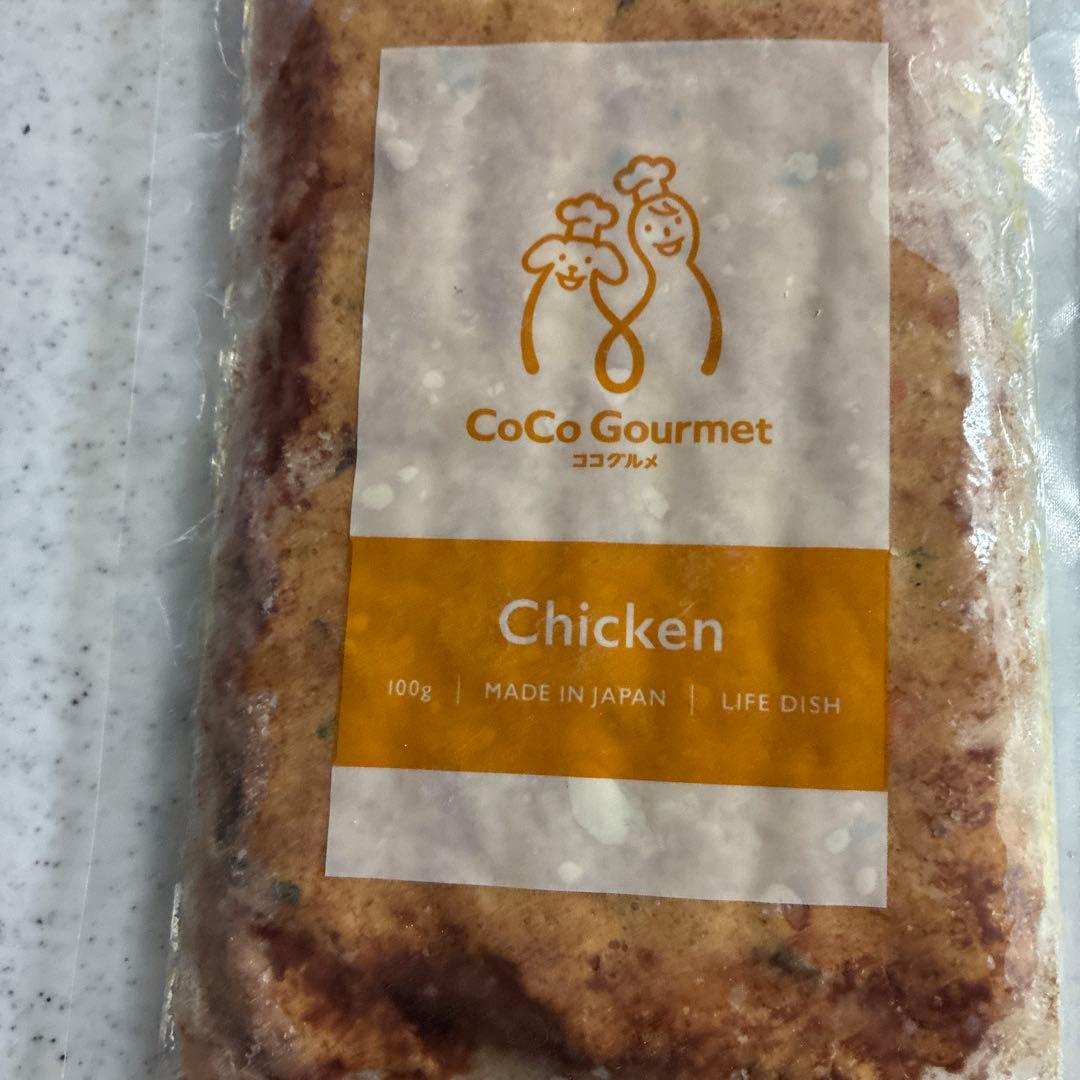 CoCo Gourmet
ココグルメ
Chicken
100g | MADE IN JAPAN | LIFE DISH